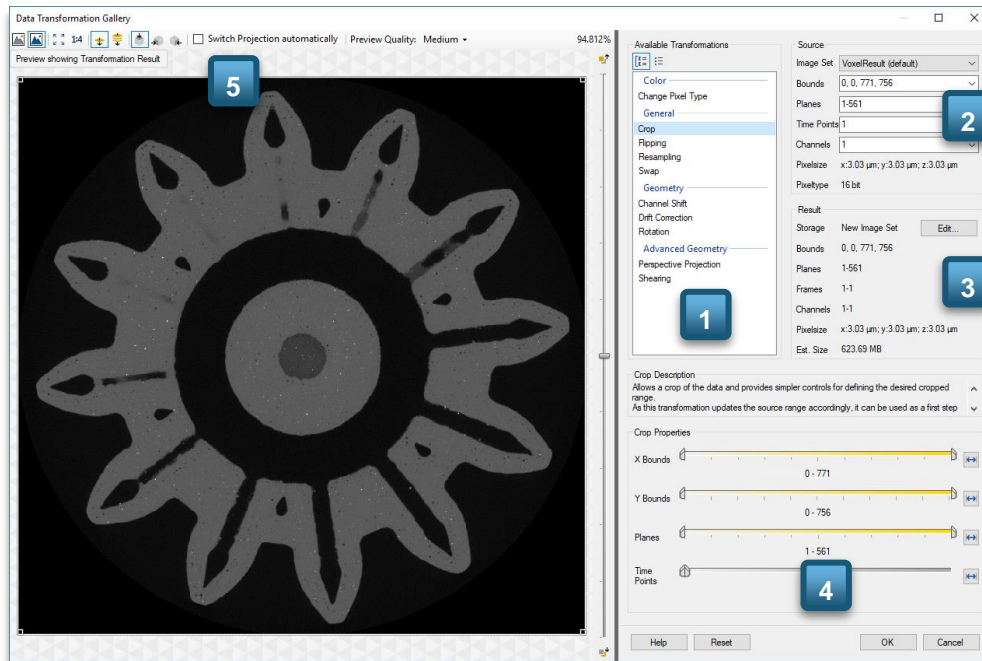 Data Transformation Gallery
1:4 Switch Projection automatically Preview Quality: Medium 94.812%
Preview showing Transformation Result
5
Available Transformations
Color
Change Pixel Type
General
Crop
Flipping
Resampling
Swap
Geometry
Channel Shift
Drift Correction
Rotation
Advanced Geometry
Perspective Projection
Shearing
1
Source
Image Set VoxelResult (default)
Bounds 0, 0, 771, 756
Planes 1-561
Time Points 1
Channels 1
Pixelsize x:3.03 µm; y:3.03 µm; z:3.03 µm
Pixeltype 16 bit
2
Result
Storage New Image Set Edit...
Bounds 0, 0, 771, 756
Planes 1-561
Frames 1-1
Channels 1-1
Pixelsize x:3.03 µm; y:3.03 µm; z:3.03 µm
Est. Size 623.69 MB
3
Crop Description
Allows a crop of the data and provides simpler controls for defining the desired cropped
range.
As this transformation updates the source range accordingly, it can be used as a first step
Crop Properties
X Bounds
0 - 771
Y Bounds
0 - 756
Planes
1 - 561
Time
Points
4
Help Reset OK Cancel